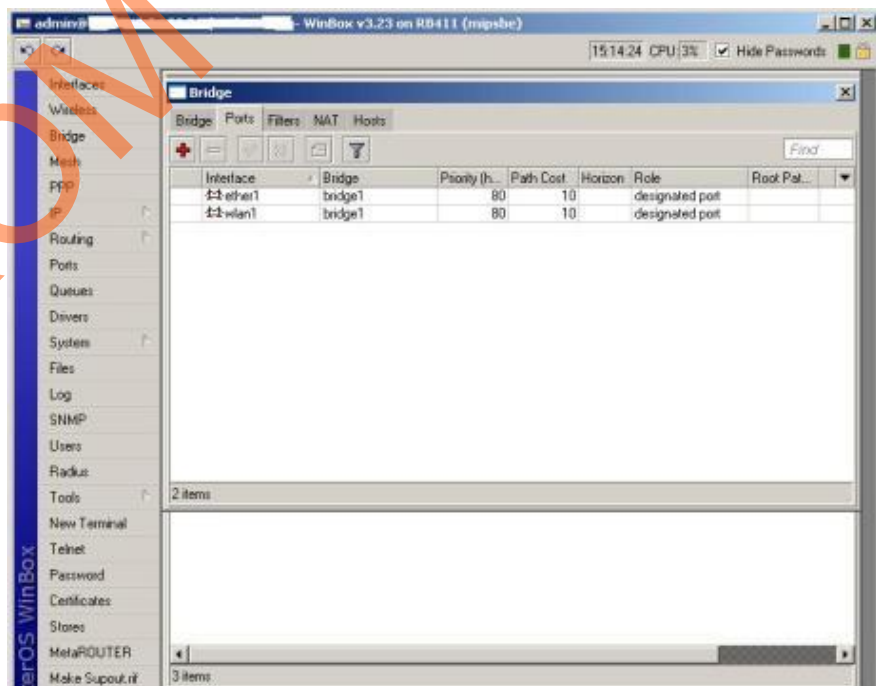 admin@ - WinBox v3.23 on RB411 (mipsbe)
15:14:24 CPU: 3% Hide Passwords
Interfaces
Wireless
Bridge
Mesh
PPP
IP
Routing
Ports
Queues
Drivers
System
Files
Log
SNMP
Users
Radius
Tools
New Terminal
Telnet
Password
Certificates
Stores
MetaROUTER
Make Supout.rif
erOS WinBox
Bridge
Bridge Ports Filters NAT Hosts
Find
Interface Bridge Priority (h... Path Cost Horizon Role Root Pat...
ether1 bridge1 80 10 designated port
wlan1 bridge1 80 10 designated port
2 items
3 items
OM